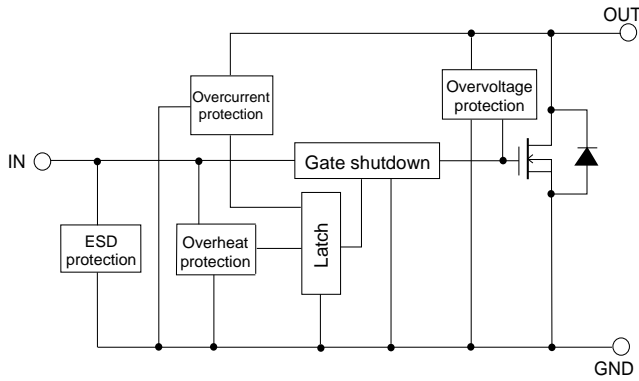 OUT
Overcurrent
protection
Overvoltage
protection
IN
Gate shutdown
ESD
protection
Overheat
protection
Latch
GND